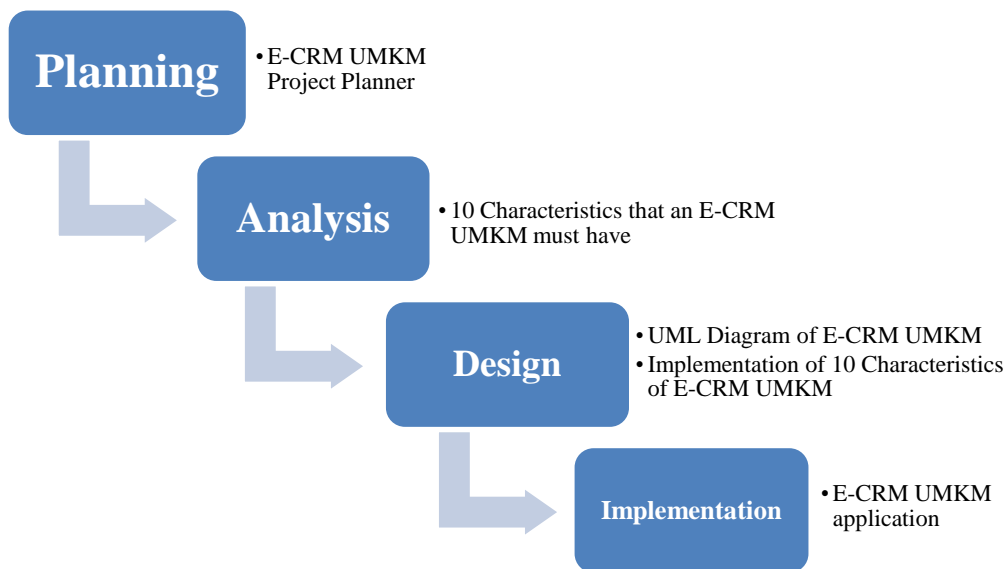 Planning
• E-CRM UMKM
Project Planner
Analysis
• 10 Characteristics that an E-CRM
UMKM must have
Design
• UML Diagram of E-CRM UMKM
• Implementation of 10 Characteristics
of E-CRM UMKM
Implementation
• E-CRM UMKM
application